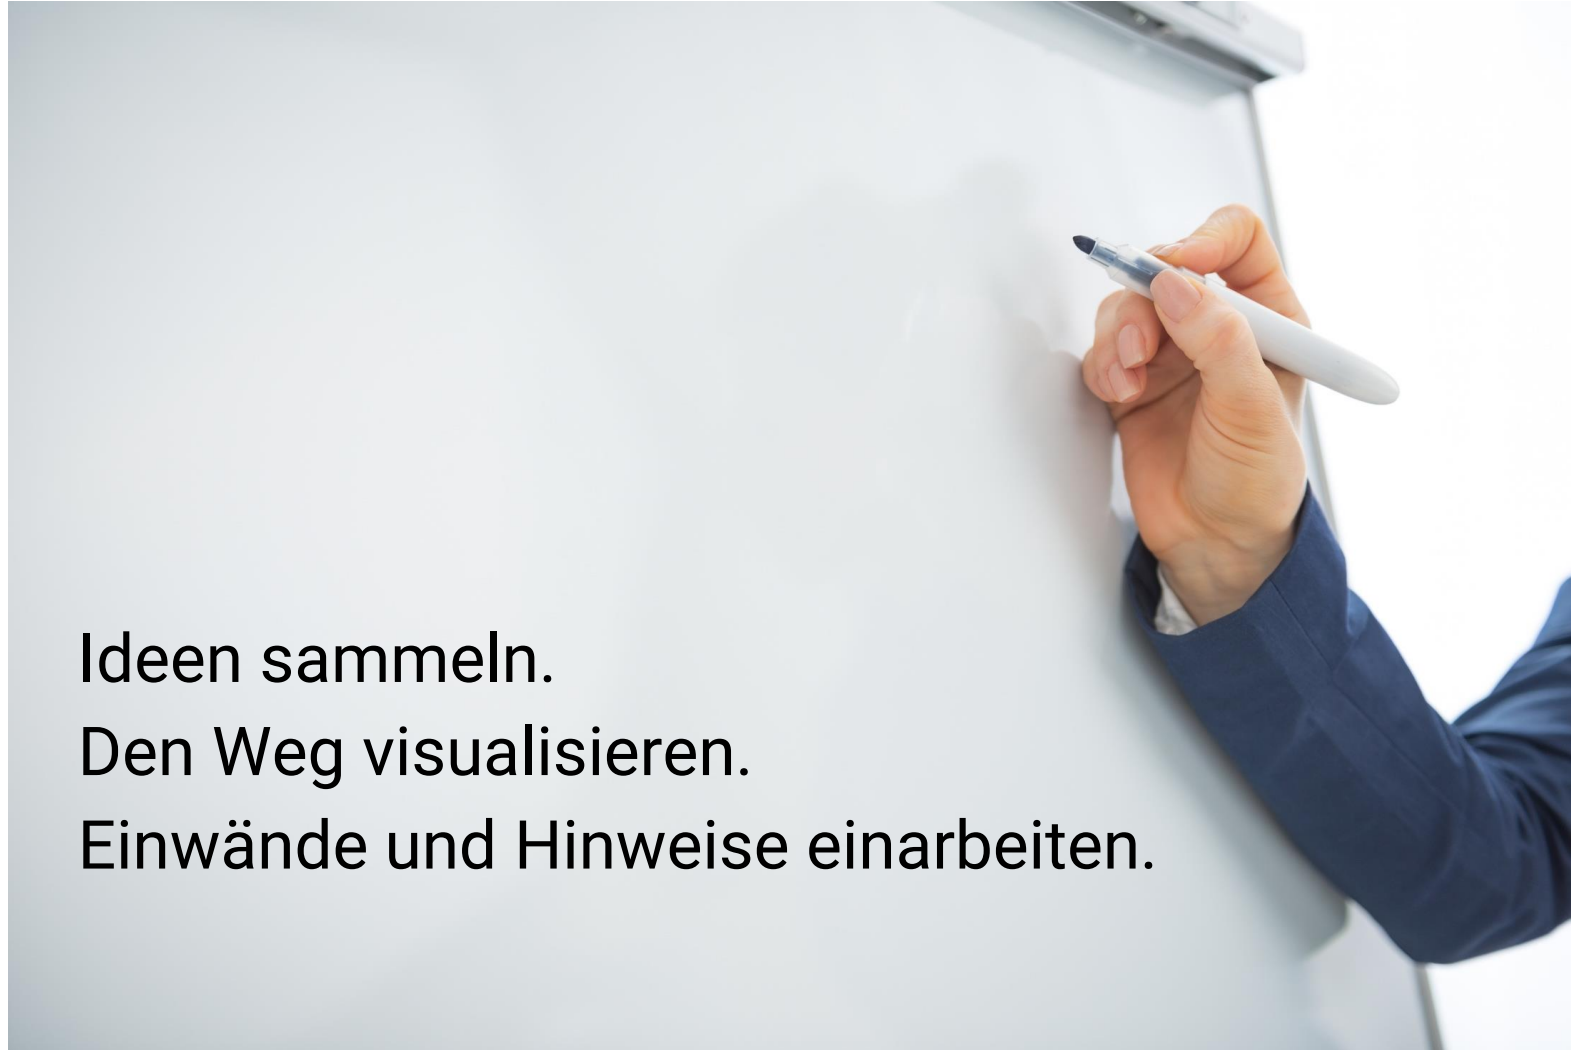 Ideen sammeln.
Den Weg visualisieren.
Einwände und Hinweise einarbeiten.